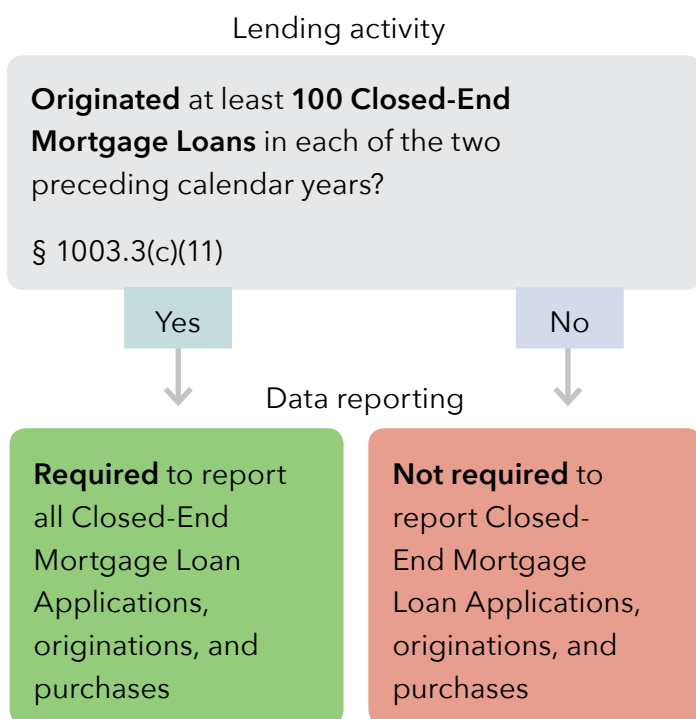 Lending activity
Originated at least 100 Closed-End
Mortgage Loans in each of the two
preceding calendar years?
§ 1003.3(c)(11)
Yes
No
Data reporting
Required to report
all Closed-End
Mortgage Loan
Applications,
originations, and
purchases
Not required to
report Closed-
End Mortgage
Loan Applications,
originations, and
purchases